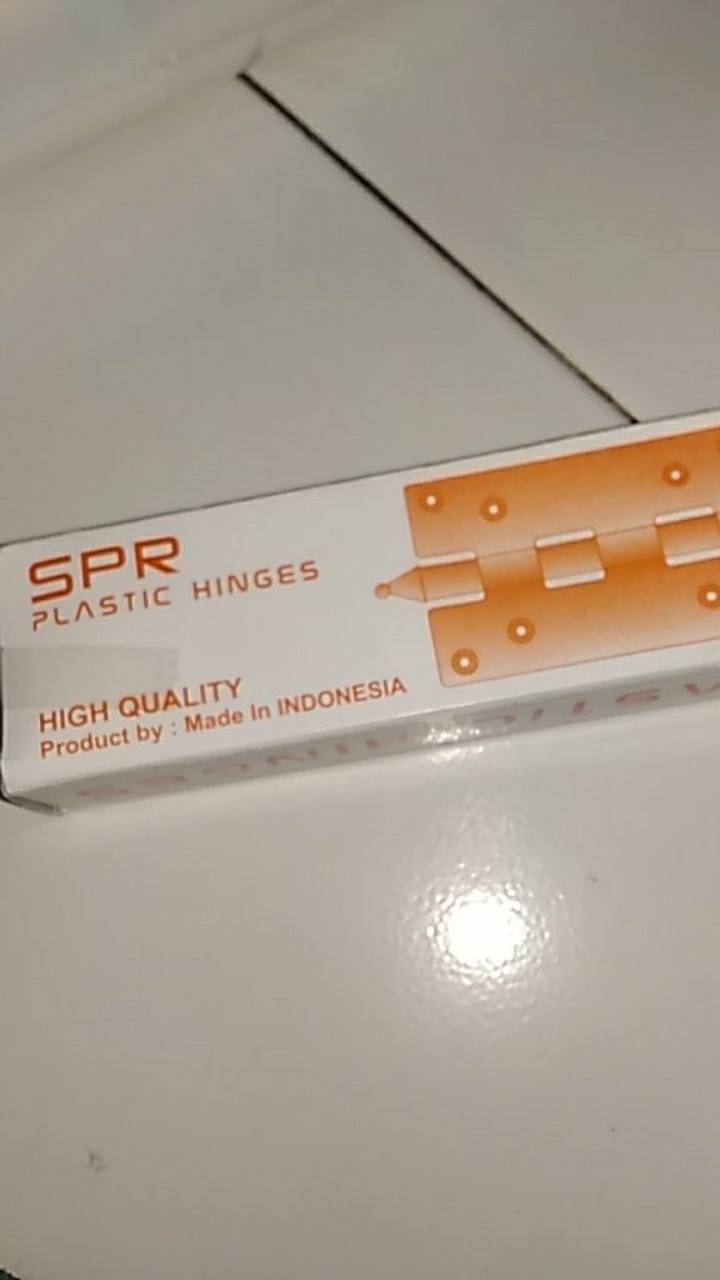 SPR
PLASTIC HINGES
HIGH QUALITY
Product by : Made In INDONESIA